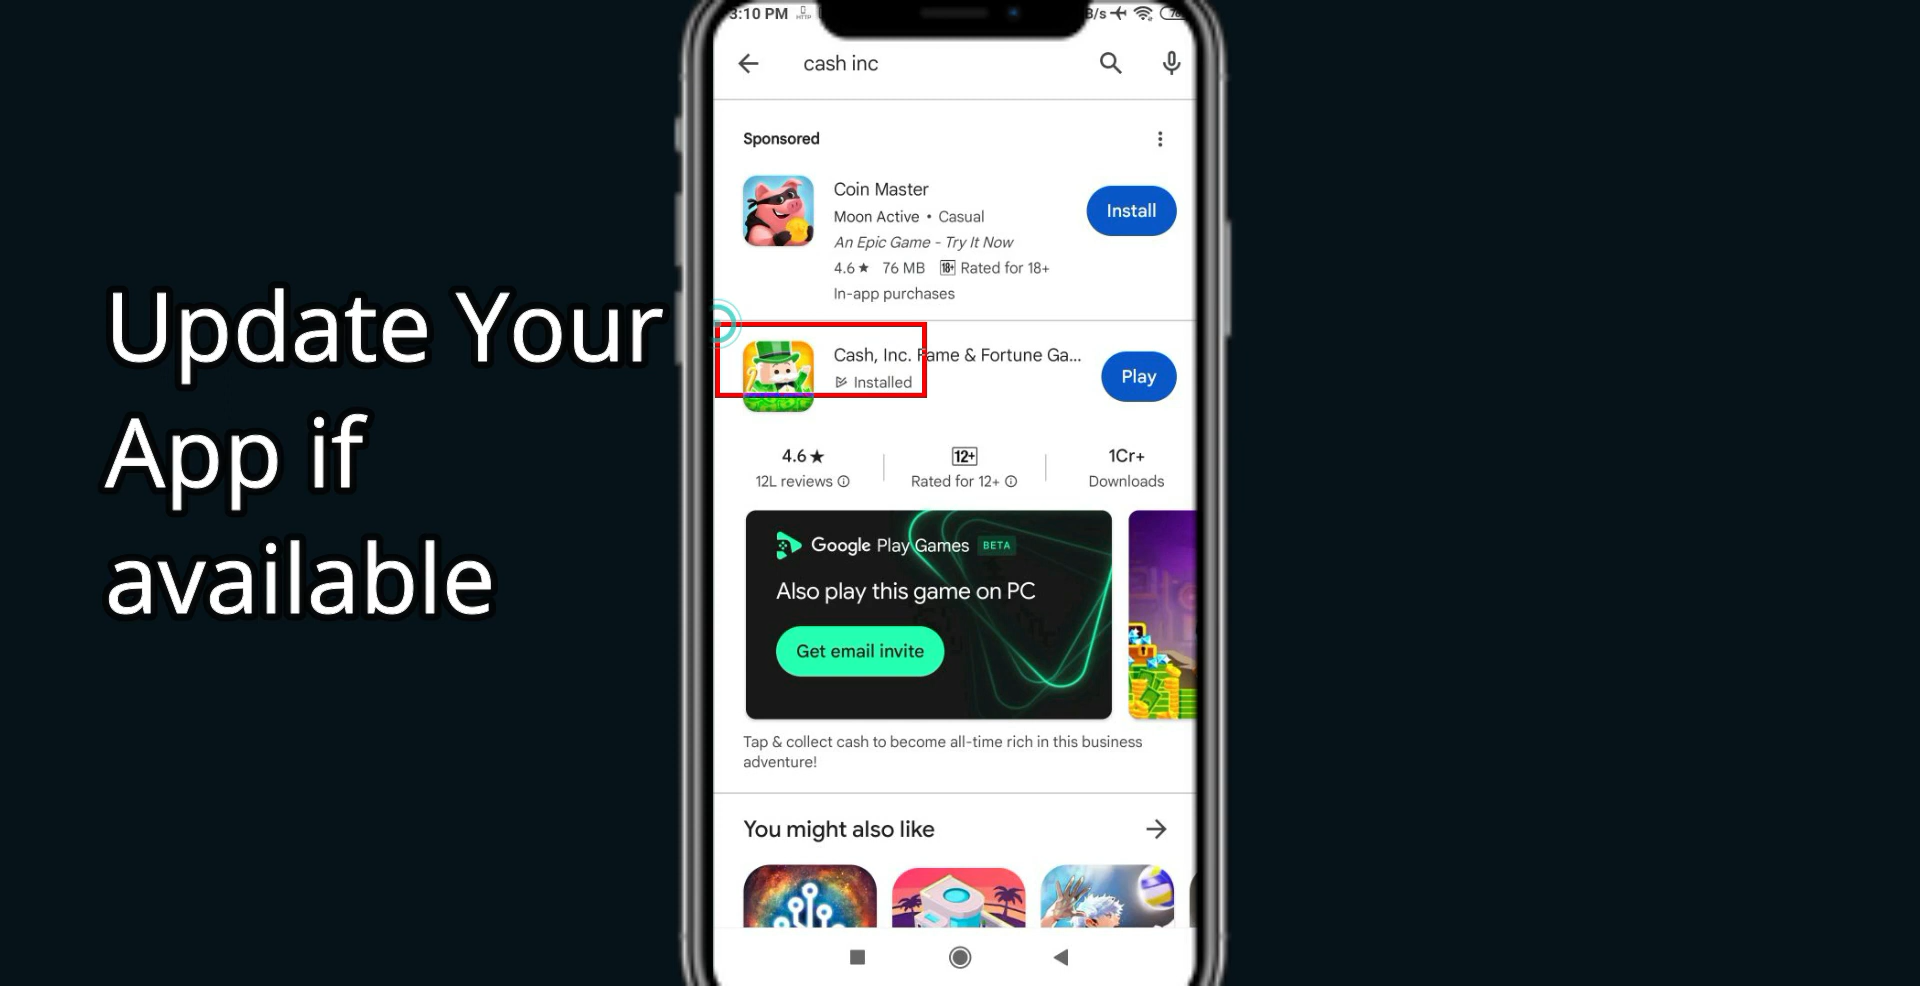 3:10 PM
cash inc
Sponsored
Coin Master
Moon Active • Casual
Install
An Epic Game - Try It Now
4.6★ 76 MB 18+ Rated for 18+
In-app purchases
Cash, Inc. Fame & Fortune Ga...
Installed
Play
4.6★
12L reviews
12+
Rated for 12+
1Cr+
Downloads
Google Play Games BETA
Also play this game on PC
Get email invite
Tap & collect cash to become all-time rich in this business
adventure!
You might also like
Update Your
App if
available